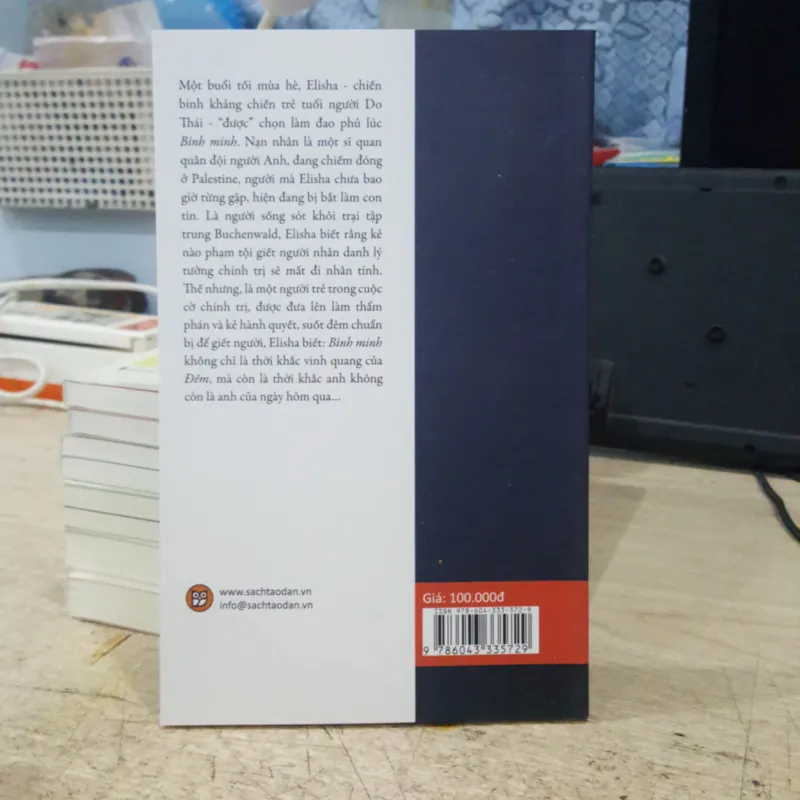 Một buổi tối mùa hè, Elisha - chiến
binh kháng chiến trẻ tuổi người Do
Thái - "được" chọn làm đao phủ lúc
Bình minh. Nạn nhân là một sĩ quan
quân đội người Anh, đang chiếm đóng
ở Palestine, người mà Elisha chưa bao
giờ từng gặp, hiện đang bị bắt làm con
tin. Là người sống sót khỏi trại tập
trung Buchenwald, Elisha biết rằng kẻ
nào phạm tội giết người nhân danh lý
tưởng chính trị sẽ mất đi nhân tính.
Thế nhưng, là một người trẻ trong cuộc
cờ chính trị, được đưa lên làm thẩm
phán và kẻ hành quyết, suốt đêm chuẩn
bị để giết người, Elisha biết: Bình minh
không chỉ là thời khắc vinh quang của
Đêm, mà còn là thời khắc anh không
còn là anh của ngày hôm qua...
www.sachtaodan.vn
info@sachtaodan.vn
Giá: 100.000đ
ISBN 978-604-333-572-9
9 786043 335729